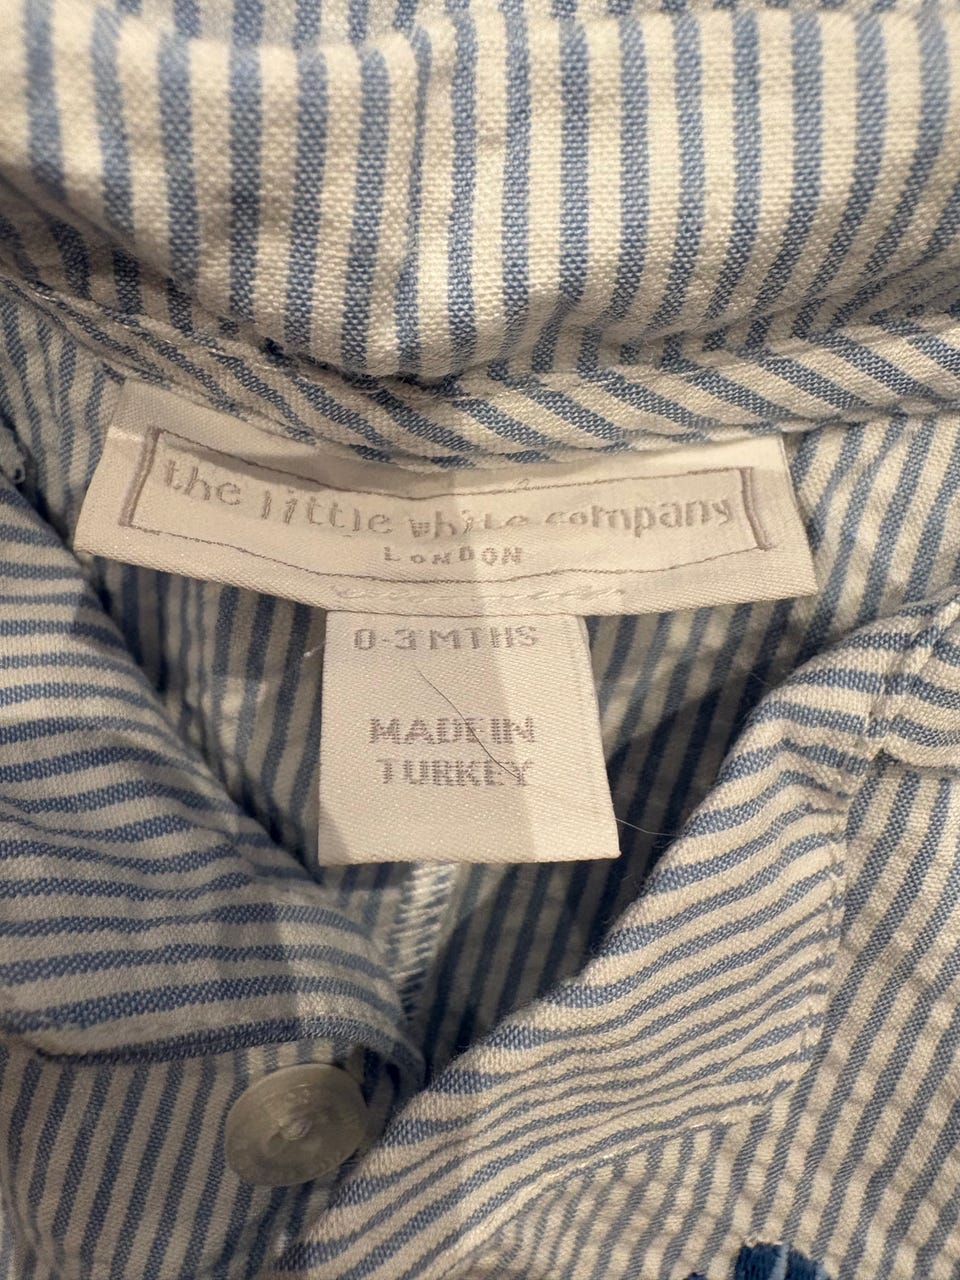 the little white company
LONDON
0-3 MTHS
MADE IN
TURKEY